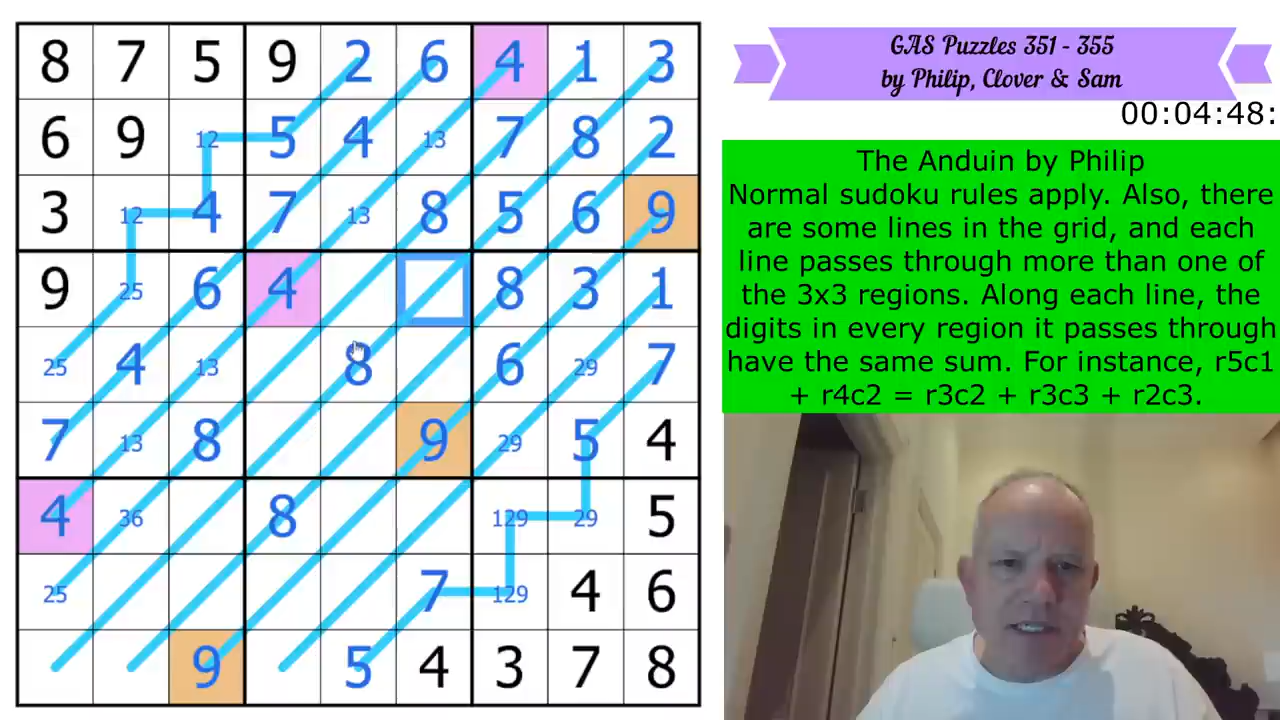 GAS Puzzles 351 - 355
by Philip, Clover & Sam
00:04:48:
The Anduin by Philip
Normal sudoku rules apply. Also, there
are some lines in the grid, and each
line passes through more than one of
the 3x3 regions. Along each line, the
digits in every region it passes through
have the same sum. For instance, r5c1
+ r4c2 = r3c2 + r3c3 + r2c3.
8 7 5 9 2 6 4 1 3
6 9 12 5 4 13 7 8 2
3 12 4 7 13 8 5 6 9
9 25 6 4 8 3 1
25 4 13 8 6 29 7
7 13 8 9 29 5 4
4 36 8 129 29 5
25 7 129 4 6
9 5 4 3 7 8